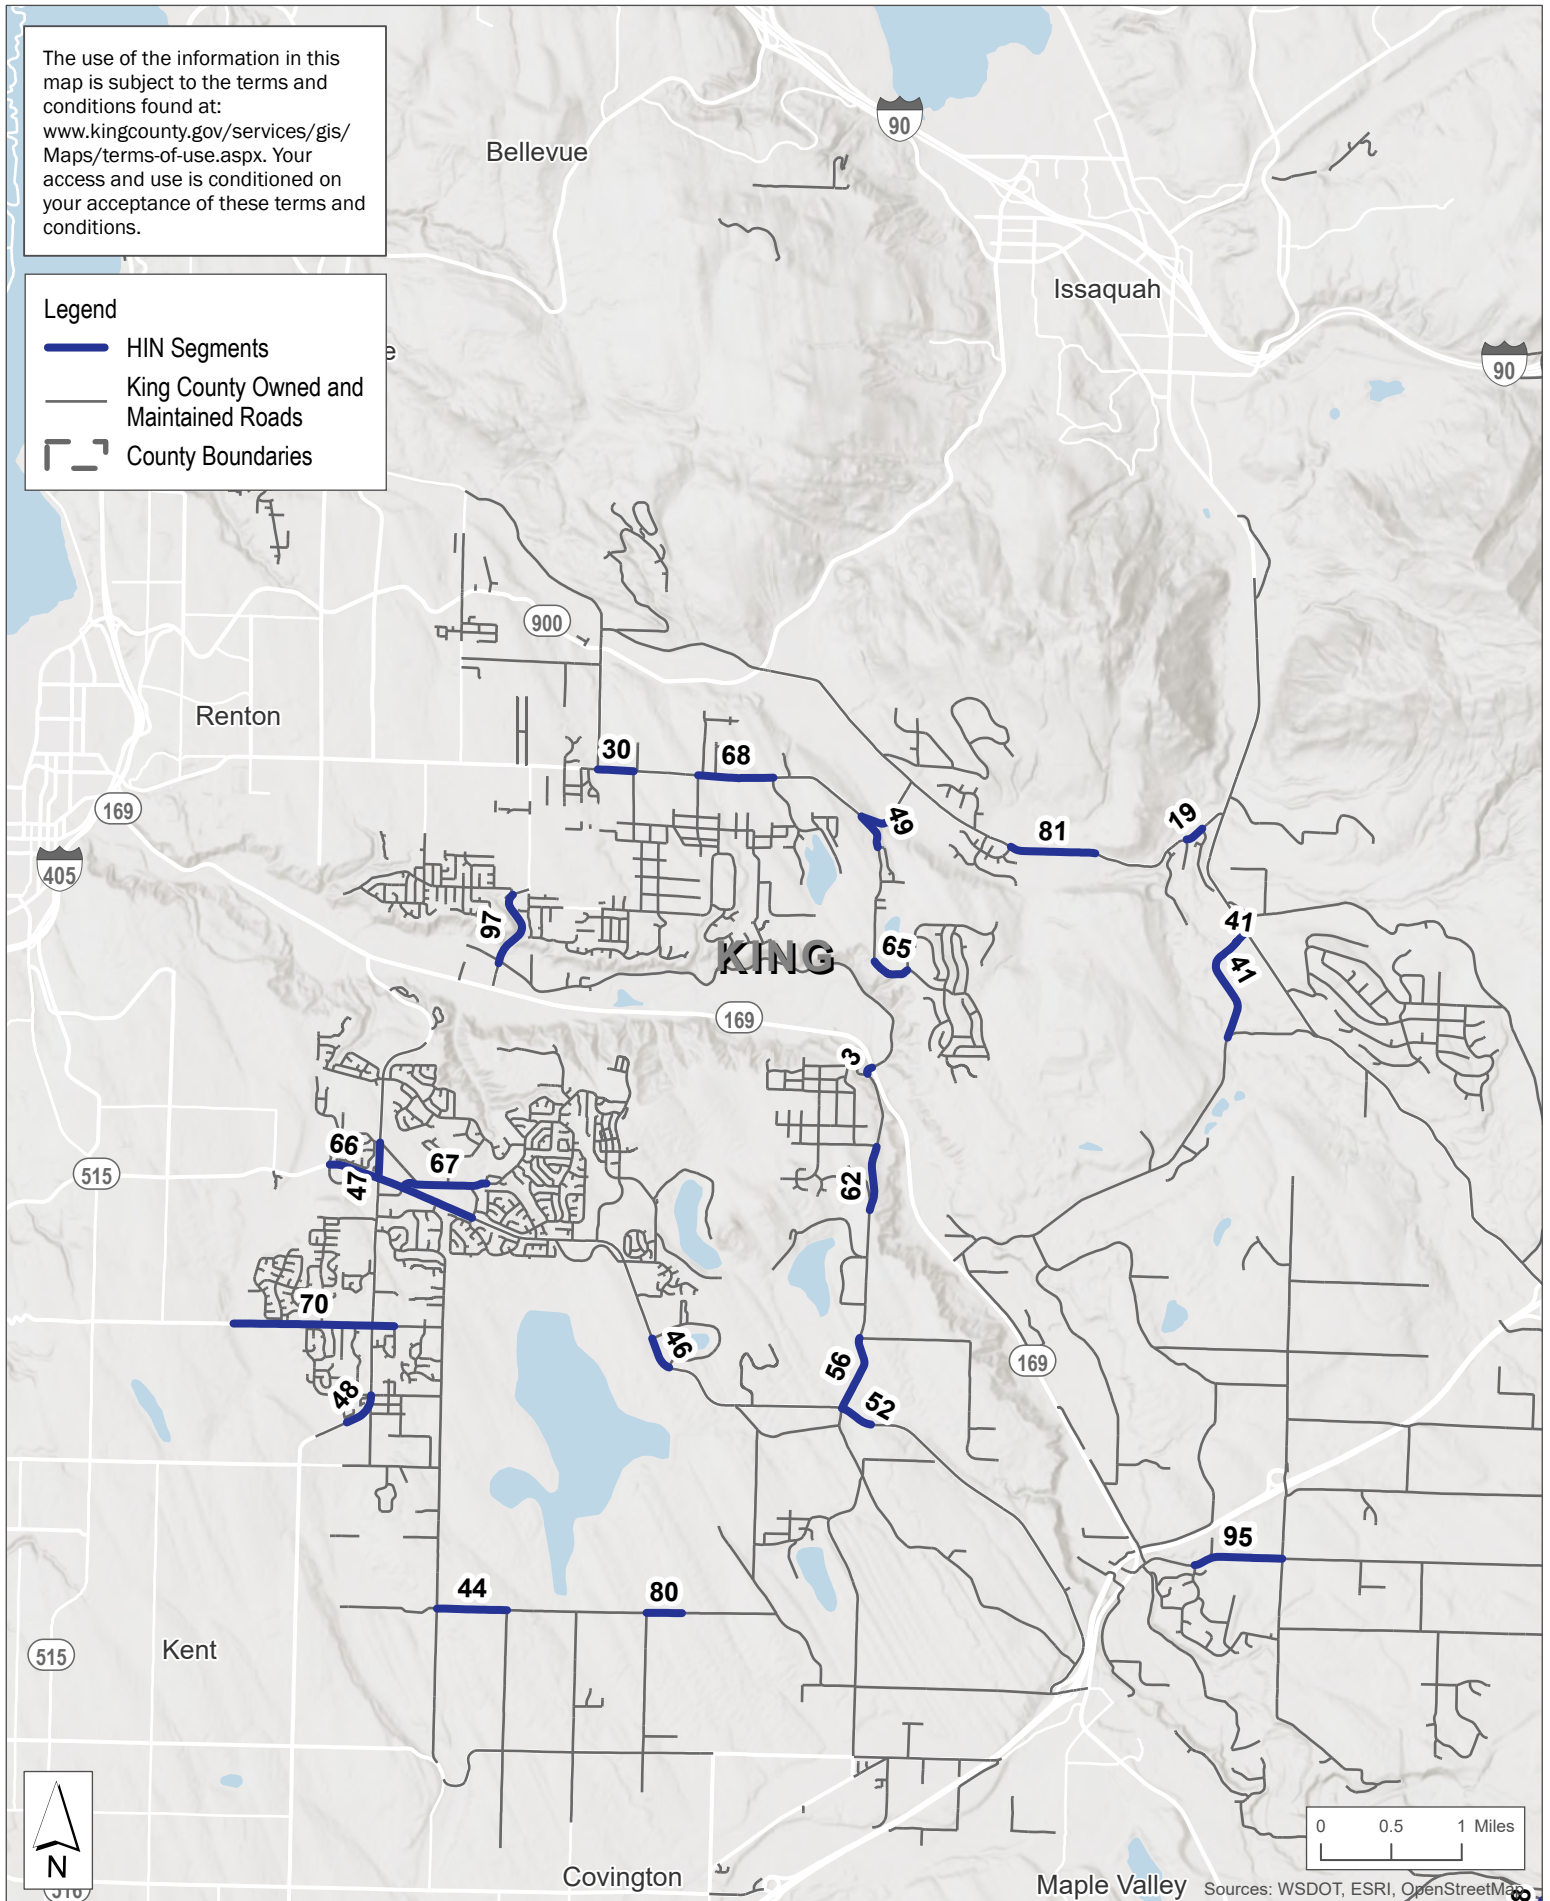 The use of the information in this
map is subject to the terms and
conditions found at:
www.kingcounty.gov/services/gis/
Maps/terms-of-use.aspx. Your
access and use is conditioned on
your acceptance of these terms and
conditions.
Legend
HIN Segments
King County Owned and
Maintained Roads
County Boundaries
e
Bellevue
90
Issaquah
90
900
Renton
30
68
169
49
81
19
405
97
KING
65
41
41
169
3
66
67
47
515
62
70
46
169
56
48
52
95
44
80
515
Kent
N
516
Covington
Maple Valley
0 0.5 1 Miles
Sources: WSDOT, ESRI, OpenStreetMap
8